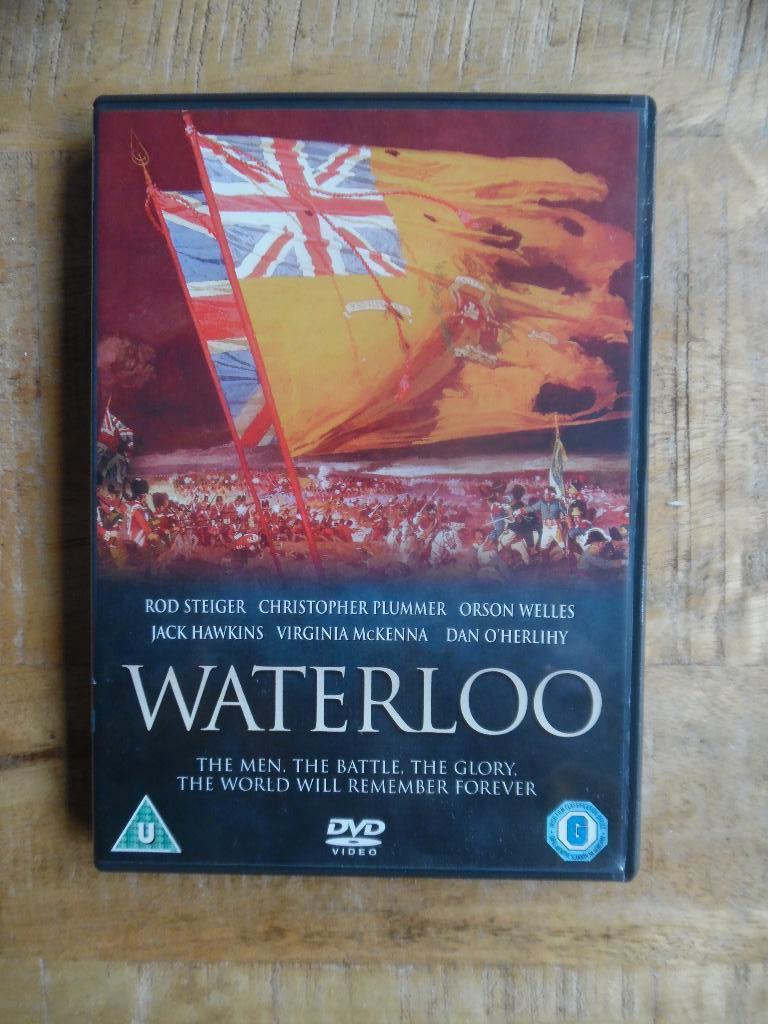 ROD STEIGER CHRISTOPHER PLUMMER ORSON WELLES
JACK HAWKINS VIRGINIA McKENNA DAN O'HERLIHY
WATERLOO
THE MEN, THE BATTLE, THE GLORY,
THE WORLD WILL REMEMBER FOREVER
U
DVD
VIDEO
G